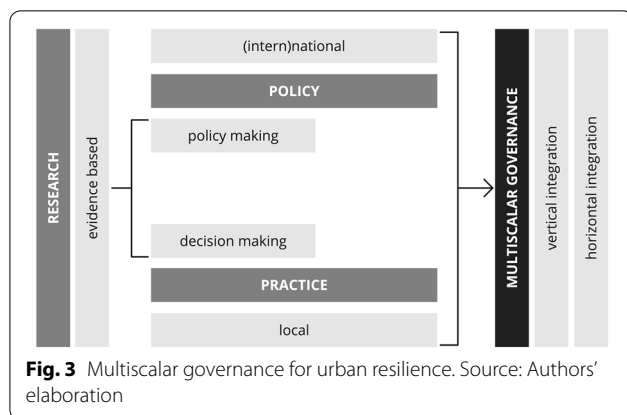 RESEARCH
evidence based
(intern)national
POLICY
policy making
decision making
PRACTICE
local
MULTISCALAR GOVERNANCE
vertical integration
horizontal integration
Fig. 3 Multiscalar governance for urban resilience. Source: Authors’
elaboration